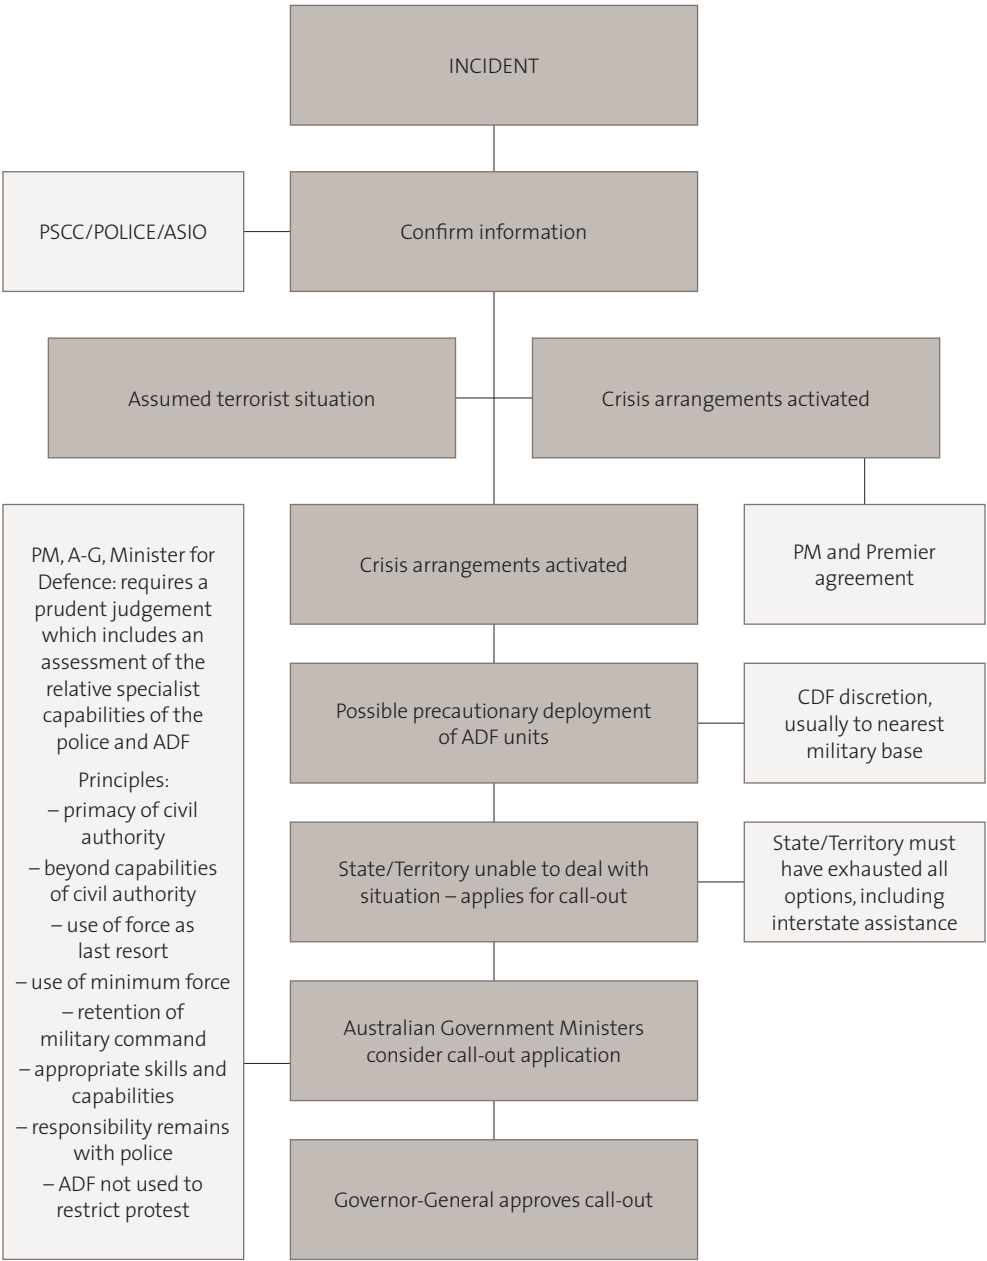 INCIDENT
PSCC/POLICE/ASIO
Confirm information
Assumed terrorist situation
Crisis arrangements activated
PM, A-G, Minister for
Defence: requires a
prudent judgement
which includes an
assessment of the
relative specialist
capabilities of the
police and ADF
Principles:
– primacy of civil
authority
– beyond capabilities
of civil authority
– use of force as
last resort
– use of minimum force
– retention of
military command
– appropriate skills and
capabilities
– responsibility remains
with police
– ADF not used to
restrict protest
Crisis arrangements activated
PM and Premier
agreement
Possible precautionary deployment
of ADF units
CDF discretion,
usually to nearest
military base
State/Territory unable to deal with
situation – applies for call-out
State/Territory must
have exhausted all
options, including
interstate assistance
Australian Government Ministers
consider call-out application
Governor-General approves call-out